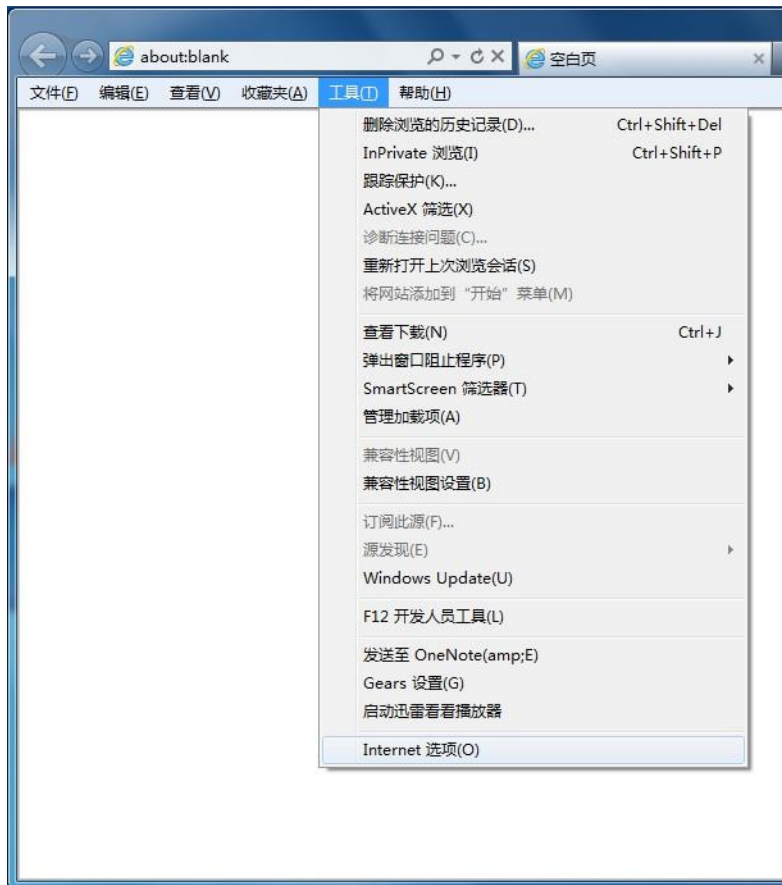 about:blank
空白页
文件(F) 编辑(E) 查看(V) 收藏夹(A) 工具(T) 帮助(H)
删除浏览的历史记录(D)... Ctrl+Shift+Del
InPrivate 浏览(I) Ctrl+Shift+P
跟踪保护(K)...
ActiveX 筛选(X)
诊断连接问题(C)...
重新打开上次浏览会话(S)
将网站添加到“开始”菜单(M)
查看下载(N) Ctrl+J
弹出窗口阻止程序(P)
SmartScreen 筛选器(T)
管理加载项(A)
兼容性视图(V)
兼容性视图设置(B)
订阅此源(F)...
源发现(E)
Windows Update(U)
F12 开发人员工具(L)
发送至 OneNote(amp;E)
Gears 设置(G)
启动迅雷看看播放器
Internet 选项(O)